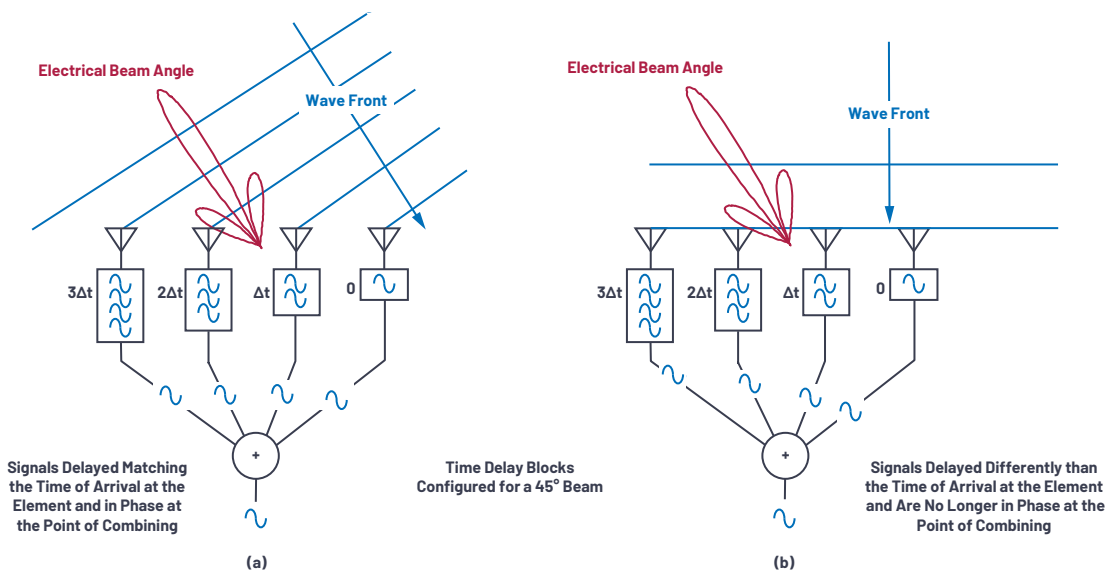 Electrical Beam Angle
Wave Front
3Δt
2Δt
Δt
0
+
Signals Delayed Matching
the Time of Arrival at the
Element and in Phase at
the Point of Combining
(a)
Time Delay Blocks
Configured for a 45° Beam
Electrical Beam Angle
Wave Front
3Δt
2Δt
Δt
0
+
Signals Delayed Differently than
the Time of Arrival at the Element
and Are No Longer in Phase at the
Point of Combining
(b)